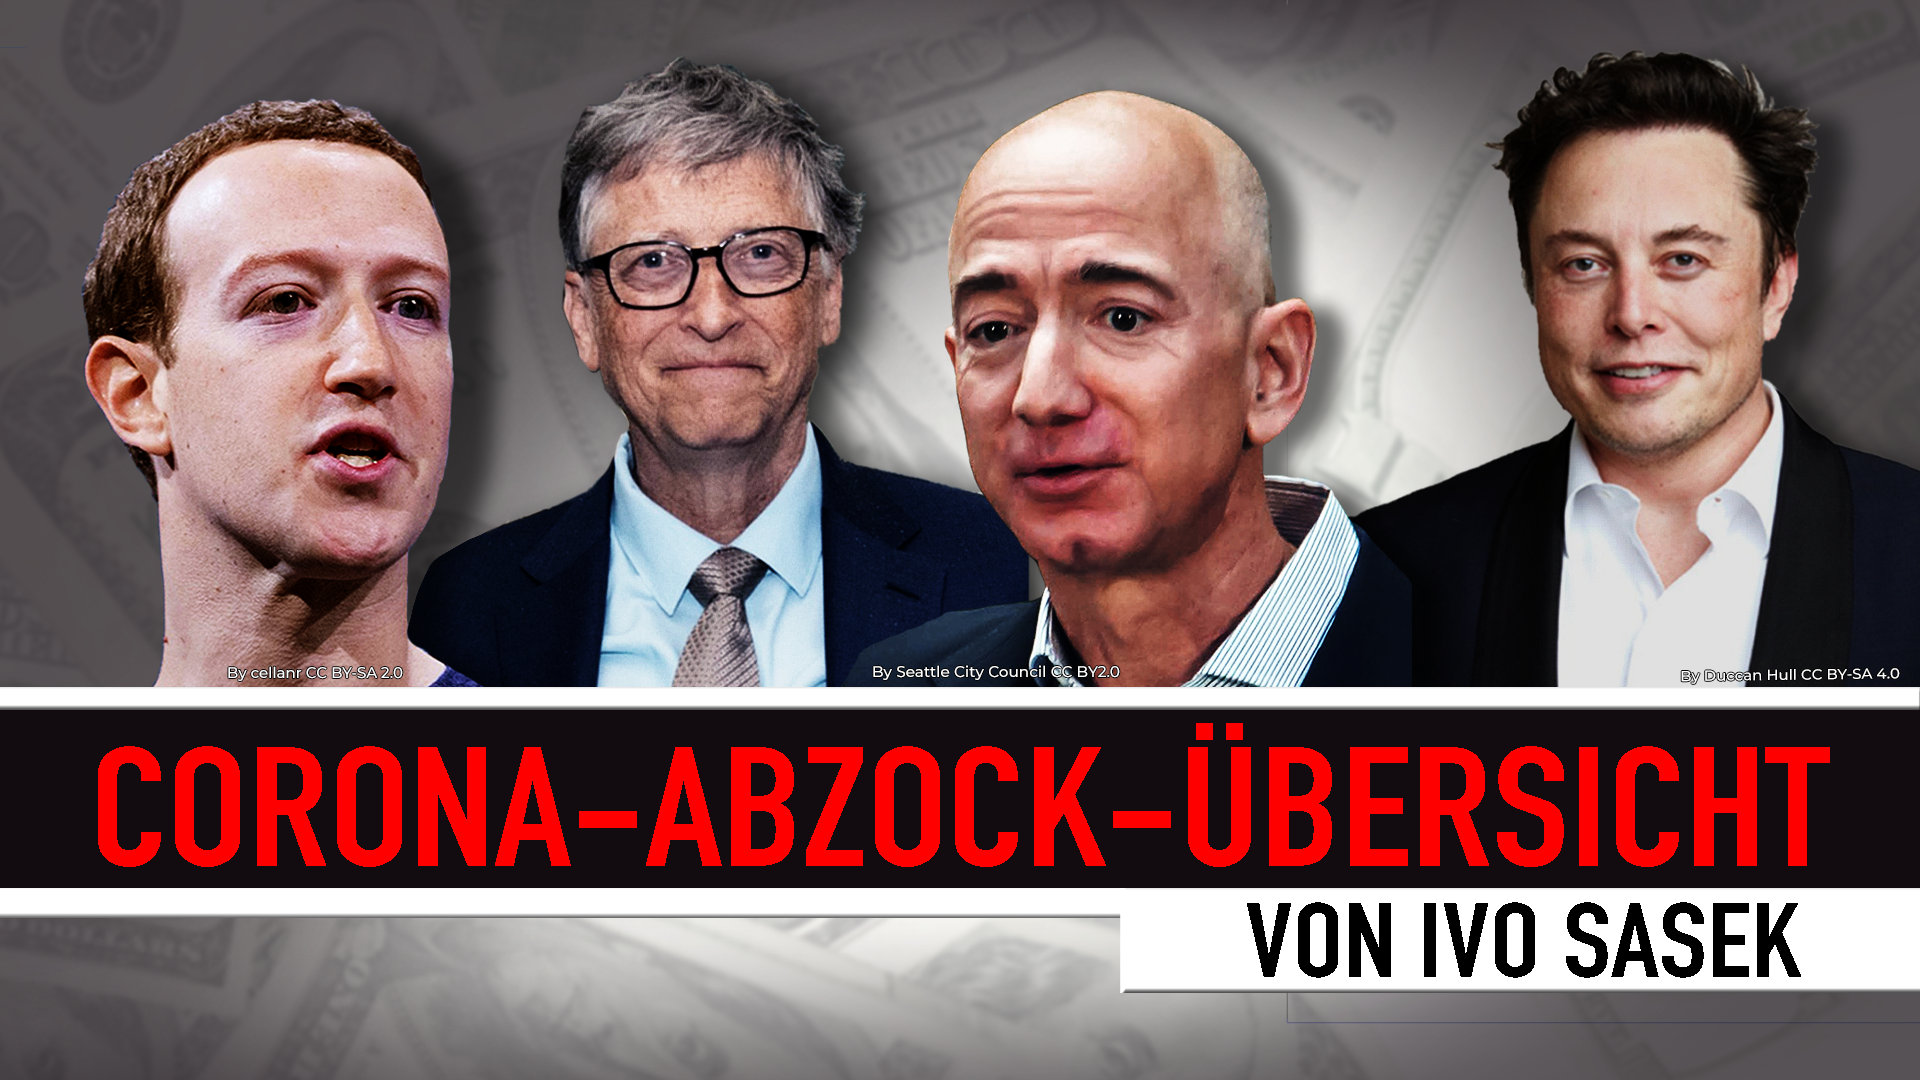 By cellanr CC BY-SA 2.0
By Seattle City Council CC BY2.0
By Duccan Hull CC BY-SA 4.0
CORONA-ABZOCK-ÜBERSICHT
VON IVO SASEK